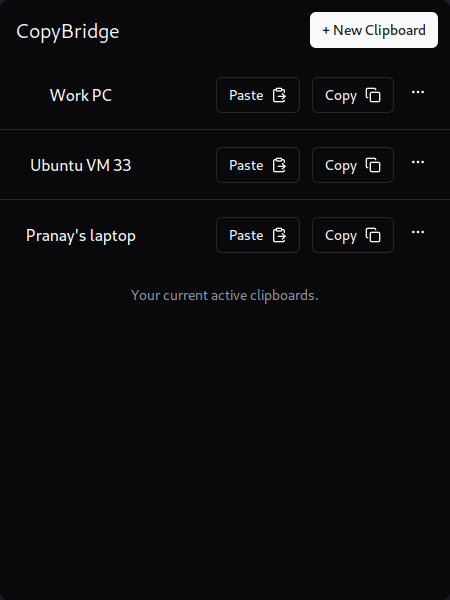 CopyBridge
+ New Clipboard
Work PC Paste Copy ...
Ubuntu VM 33 Paste Copy ...
Pranay's laptop Paste Copy ...
Your current active clipboards.